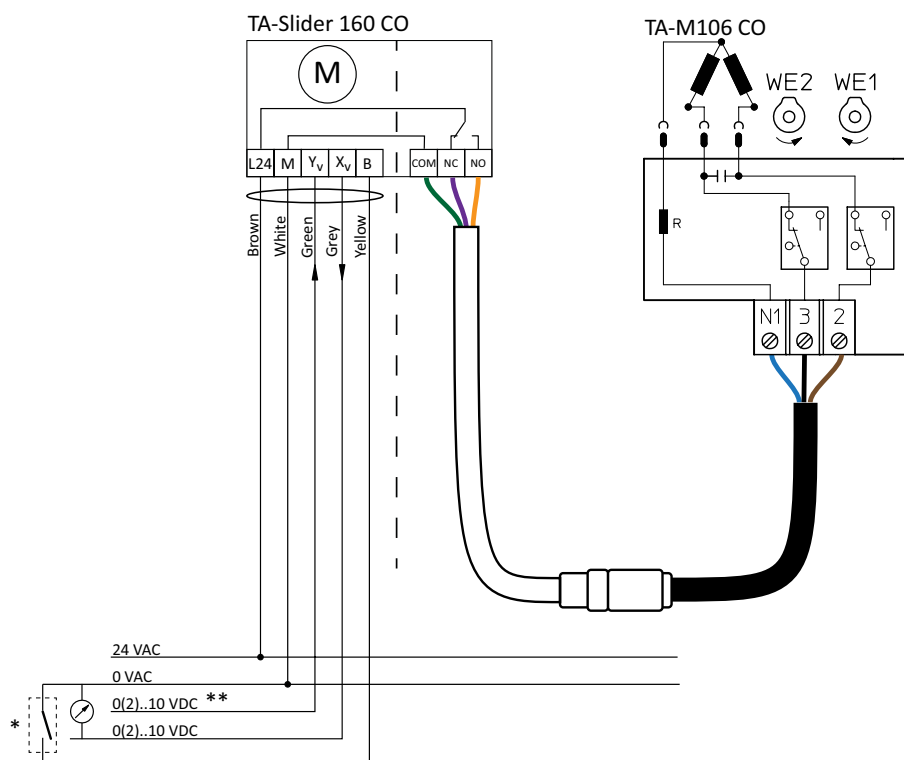 TA-Slider 160 CO
TA-M106 CO
M
WE2 WE1
L24 M Yv Xv B COM NC NO
Brown
White
Green
Grey
Yellow
R
N1 3 2
24 VAC
0 VAC
0(2)..10 VDC **
*
0(2)..10 VDC